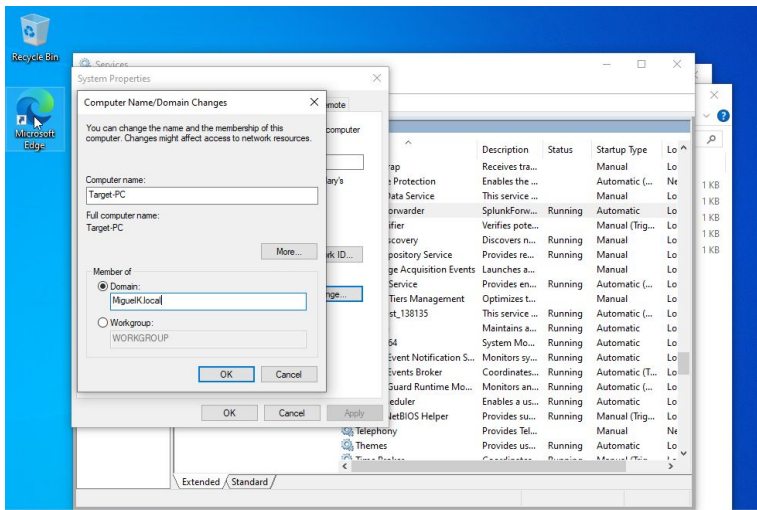 Recycle Bin
Microsoft
Edge
Services
System Properties
Computer Name/Domain Changes
You can change the name and the membership of this
computer. Changes might affect access to network resources.
Computer name:
Target-PC
Full computer name:
Target-PC
More...
Member of
Domain:
MiguelK.local
Workgroup:
WORKGROUP
OK Cancel
emote
computer
lary's
rk ID...
nge...
OK Cancel Apply
Description Status Startup Type Lo
rap Receives tra... Manual Lo
e Protection Enables the ... Automatic (... Ne
Data Service This service ... Manual Lo
orwarder SplunkForw... Running Automatic Lo
ifier Verifies pote... Manual (Trig... Lo
scovery Discovers n... Running Manual Lo
pository Service Provides re... Running Manual Lo
ge Acquisition Events Launches a... Manual Lo
Service Provides en... Running Automatic (... Lo
Tiers Management Optimizes t... Manual Lo
st_138135 This service ... Running Automatic (... Lo
Maintains a... Running Automatic Lo
64 System Mo... Running Automatic Lo
Event Notification S... Monitors sy... Running Automatic Lo
Events Broker Coordinates... Running Automatic (T... Lo
Guard Runtime Mo... Monitors an... Running Automatic (... Lo
eduler Enables a us... Running Automatic Lo
NetBIOS Helper Provides su... Running Manual (Trig... Lo
Telephony Provides Tel... Manual Ne
Themes Provides us... Running Automatic Lo
Extended Standard
1 KB
1 KB
1 KB
1 KB
1 KB